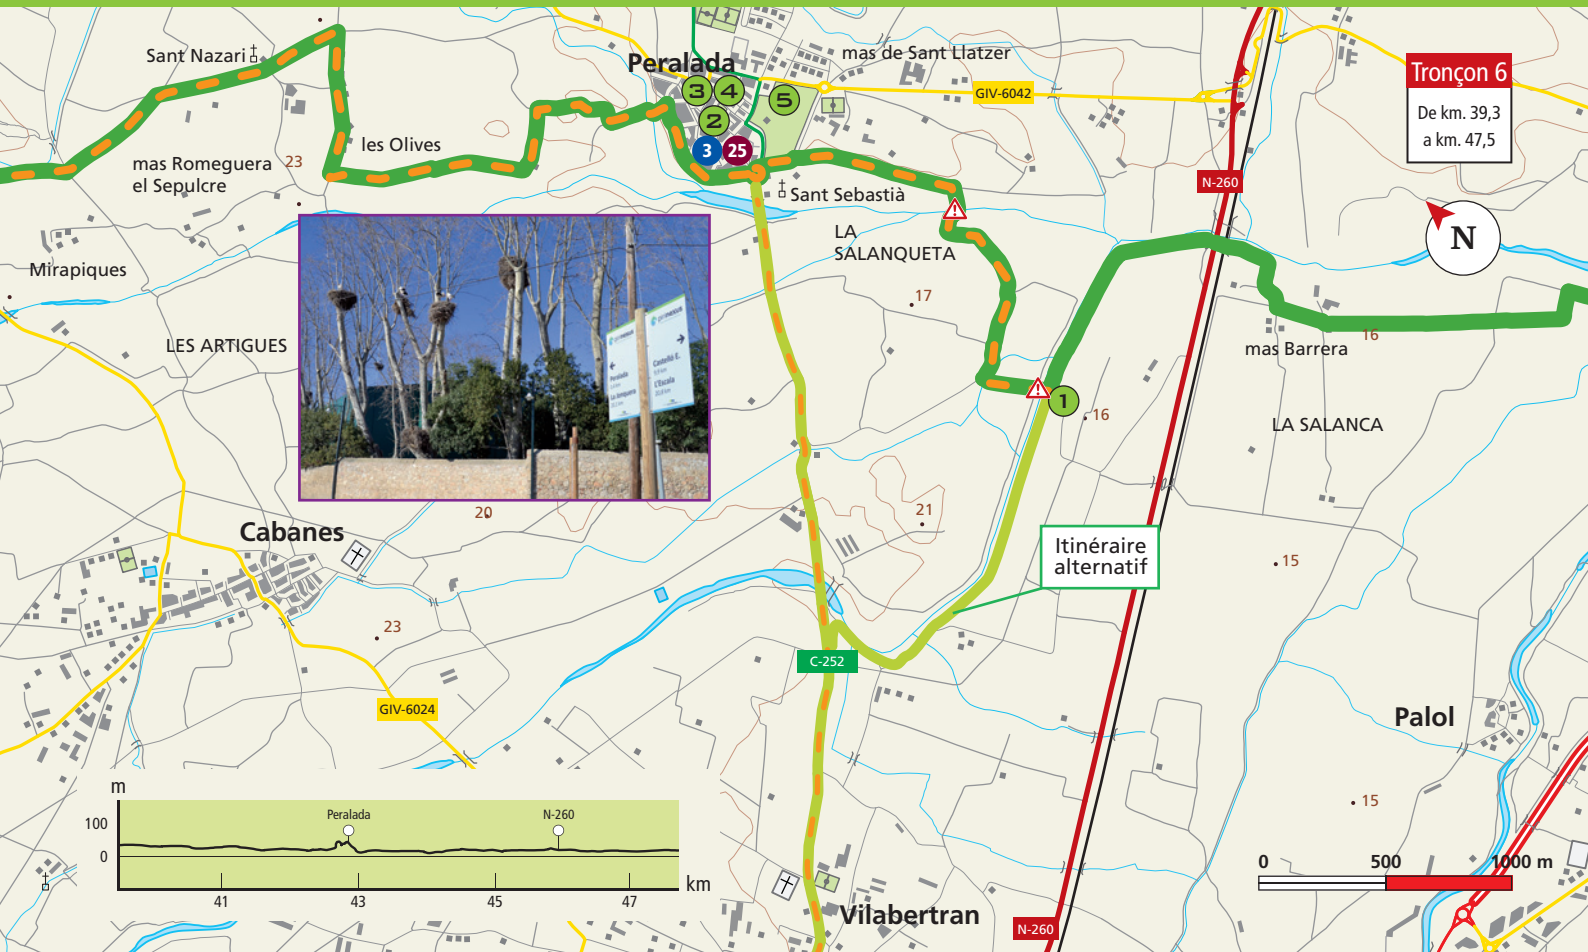 Sant Nazari
Peralada
mas de Sant Llatzer
Tronçon 6
De km. 39,3
a km. 47,5
3
4
5
2
3
25
GIV-6042
les Olives
mas Romeguera
el Sepulcre
23
N-260
Sant Sebastià
N
LA
SALANQUETA
Mirapiques
17
LES ARTIGUES
16
mas Barrera
Peralada
Castelló E.
L'Escala
1
16
LA SALANCA
20
21
Cabanes
Itinéraire
alternatif
15
23
C-252
GIV-6024
Palol
m
100
0
Peralada
N-260
41
43
45
47
km
15
0
500
1000 m
Vilabertran
N-260